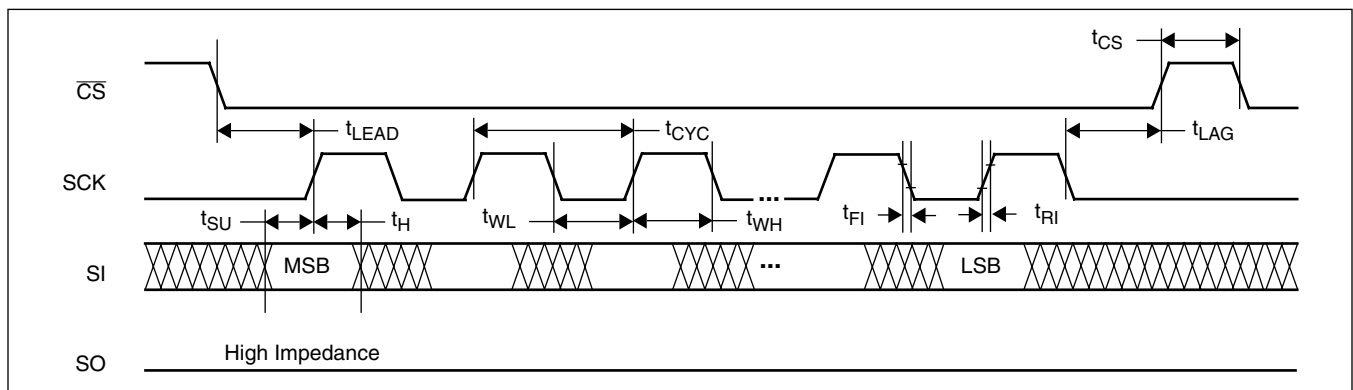 tCS
CS
tLEAD
tCYC
tLAG
SCK
tSU
tH
tWL
...
tWH
tFI
tRI
SI
MSB
...
LSB
SO
High Impedance